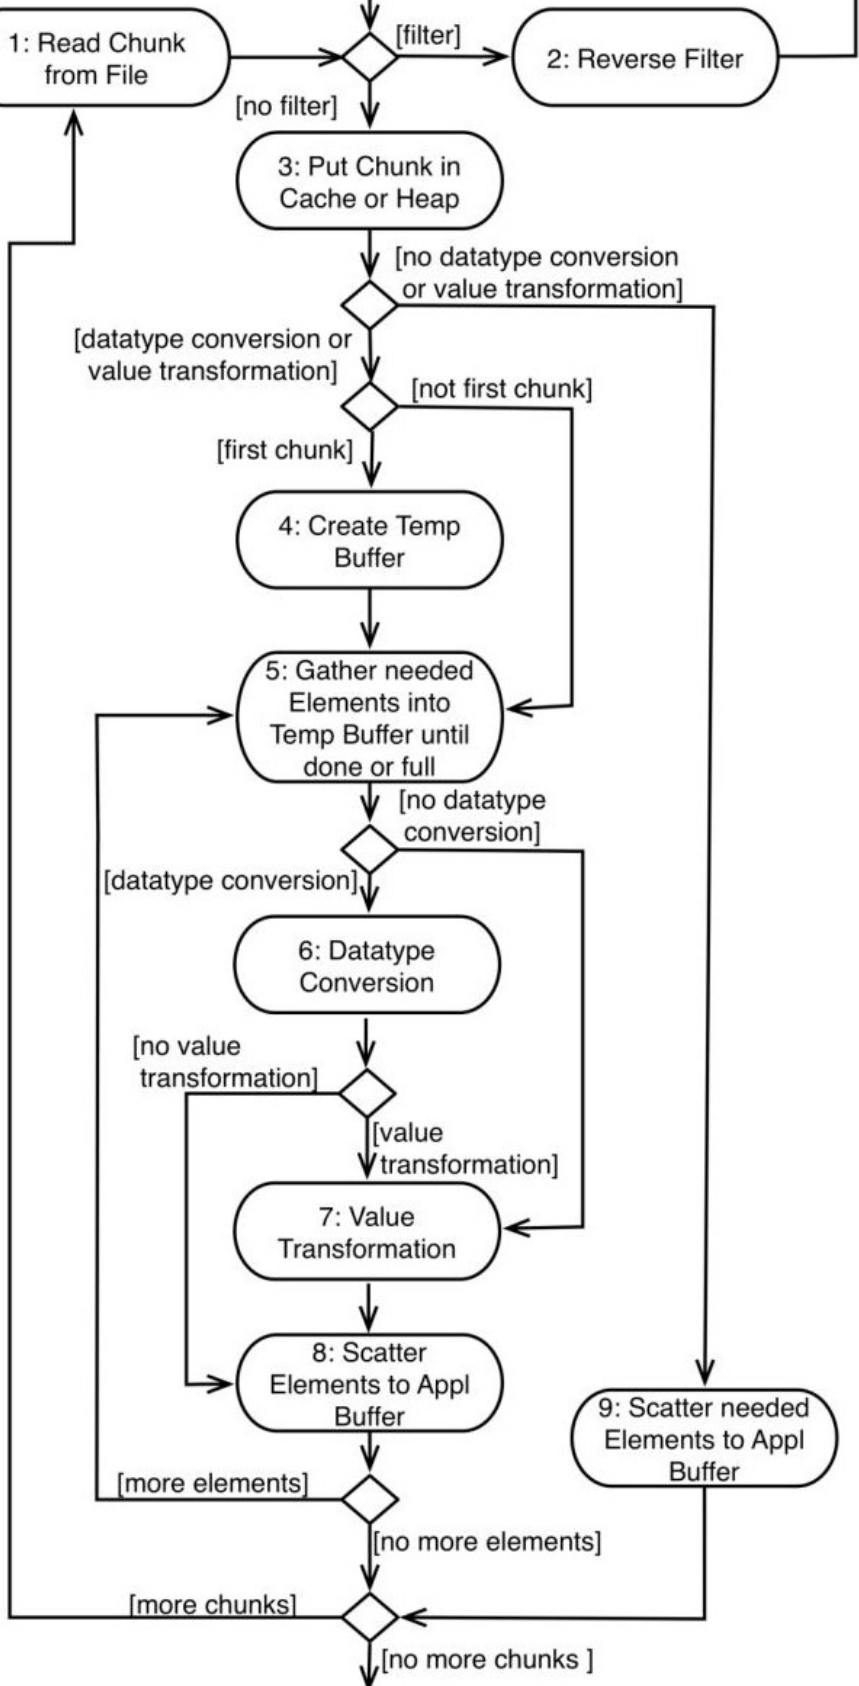 1: Read Chunk
from File
[filter]
2: Reverse Filter
[no filter]
3: Put Chunk in
Cache or Heap
[no datatype conversion
or value transformation]
[datatype conversion or
value transformation]
[not first chunk]
[first chunk]
4: Create Temp
Buffer
5: Gather needed
Elements into
Temp Buffer until
done or full
[no datatype
conversion]
[datatype conversion]
6: Datatype
Conversion
[no value
transformation]
[value
transformation]
7: Value
Transformation
8: Scatter
Elements to Appl
Buffer
9: Scatter needed
Elements to Appl
Buffer
[more elements]
[no more elements]
[more chunks]
[no more chunks ]